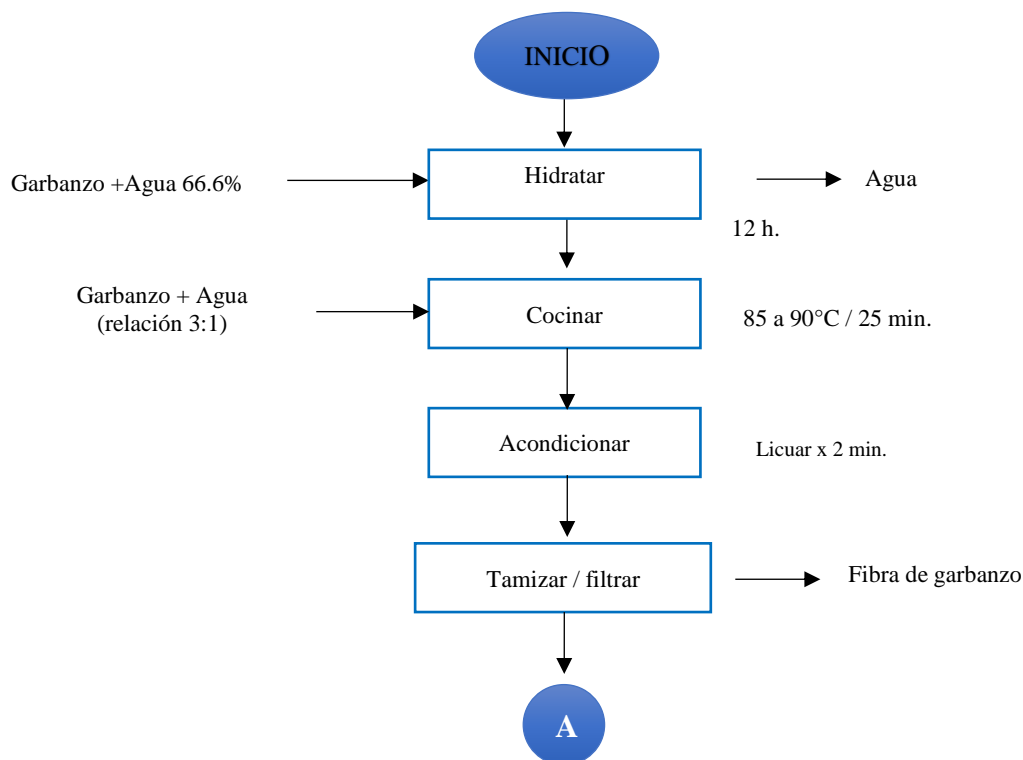 INICIO
Garbanzo +Agua 66.6%
Hidratar
Agua
12 h.
Garbanzo + Agua
(relación 3:1)
Cocinar
85 a 90°C / 25 min.
Acondicionar
Licuar x 2 min.
Tamizar / filtrar
Fibra de garbanzo
A